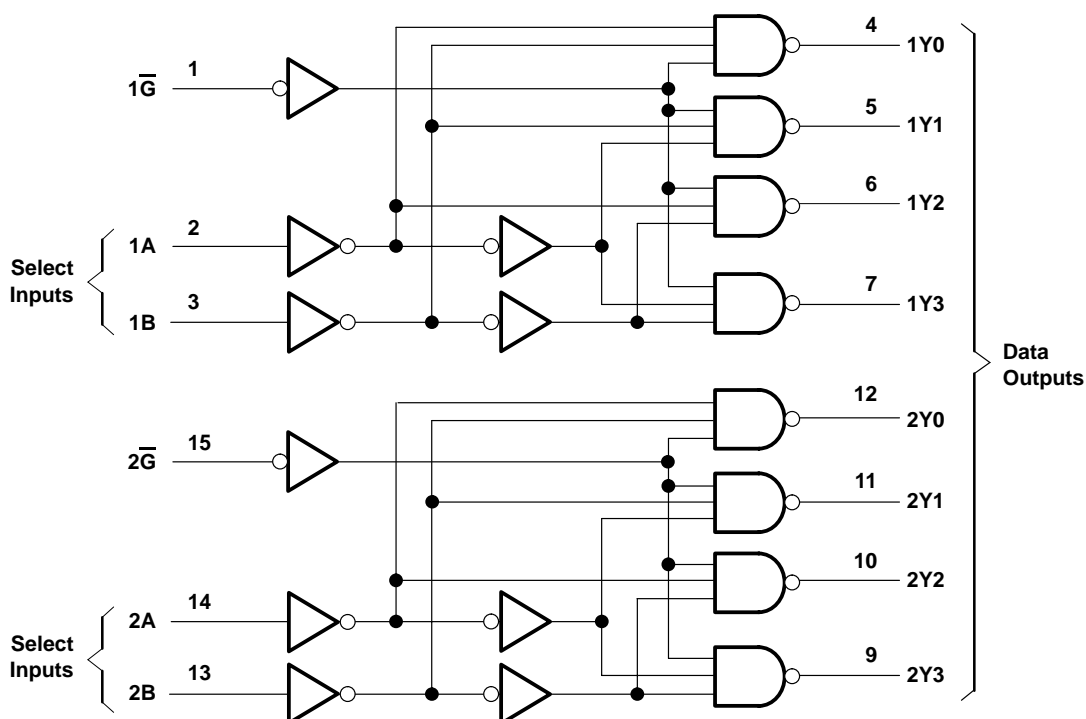 4
1Y0
1
1G̅
5
1Y1
6
1Y2
2
1A
Select
Inputs
3
1B
7
1Y3
Data
Outputs
12
2Y0
15
2G̅
11
2Y1
10
2Y2
14
2A
Select
Inputs
13
2B
9
2Y3